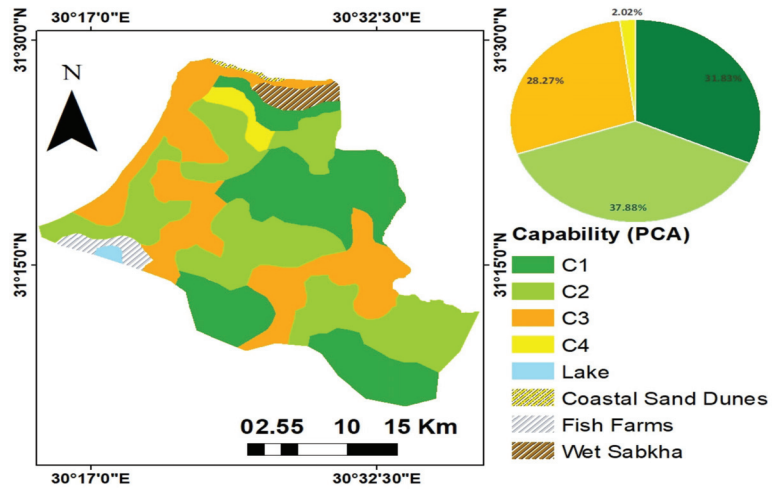 30°17'0"E
30°32'30"E
31°30'0"N
31°30'0"N
N
2.02%
28.27%
31.83%
37.88%
31°15'0"N
31°15'0"N
Capability (PCA)
C1
C2
C3
C4
Lake
Coastal Sand Dunes
Fish Farms
Wet Sabkha
02.55 10 15 Km
30°17'0"E
30°32'30"E